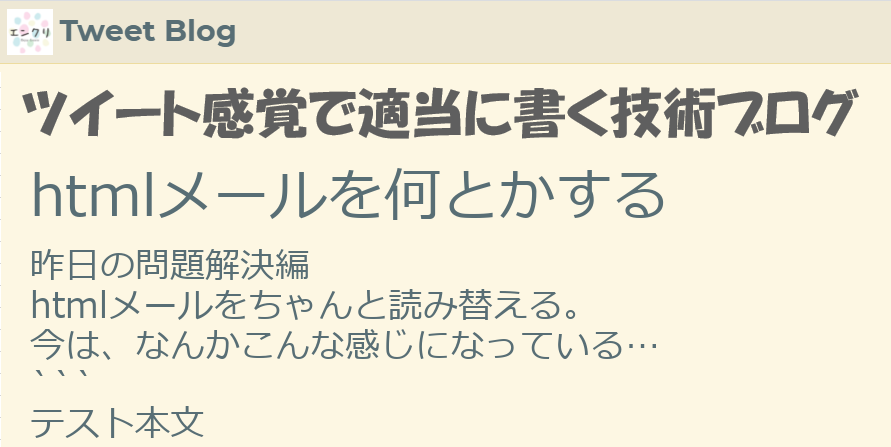 エンクリ Tweet Blog
ツイート感覚で適当に書く技術ブログ
htmlメールを何とかする
昨日の問題解決編
htmlメールをちゃんと読み替える。
今は、なんかこんな感じになっている…
```
テスト本文